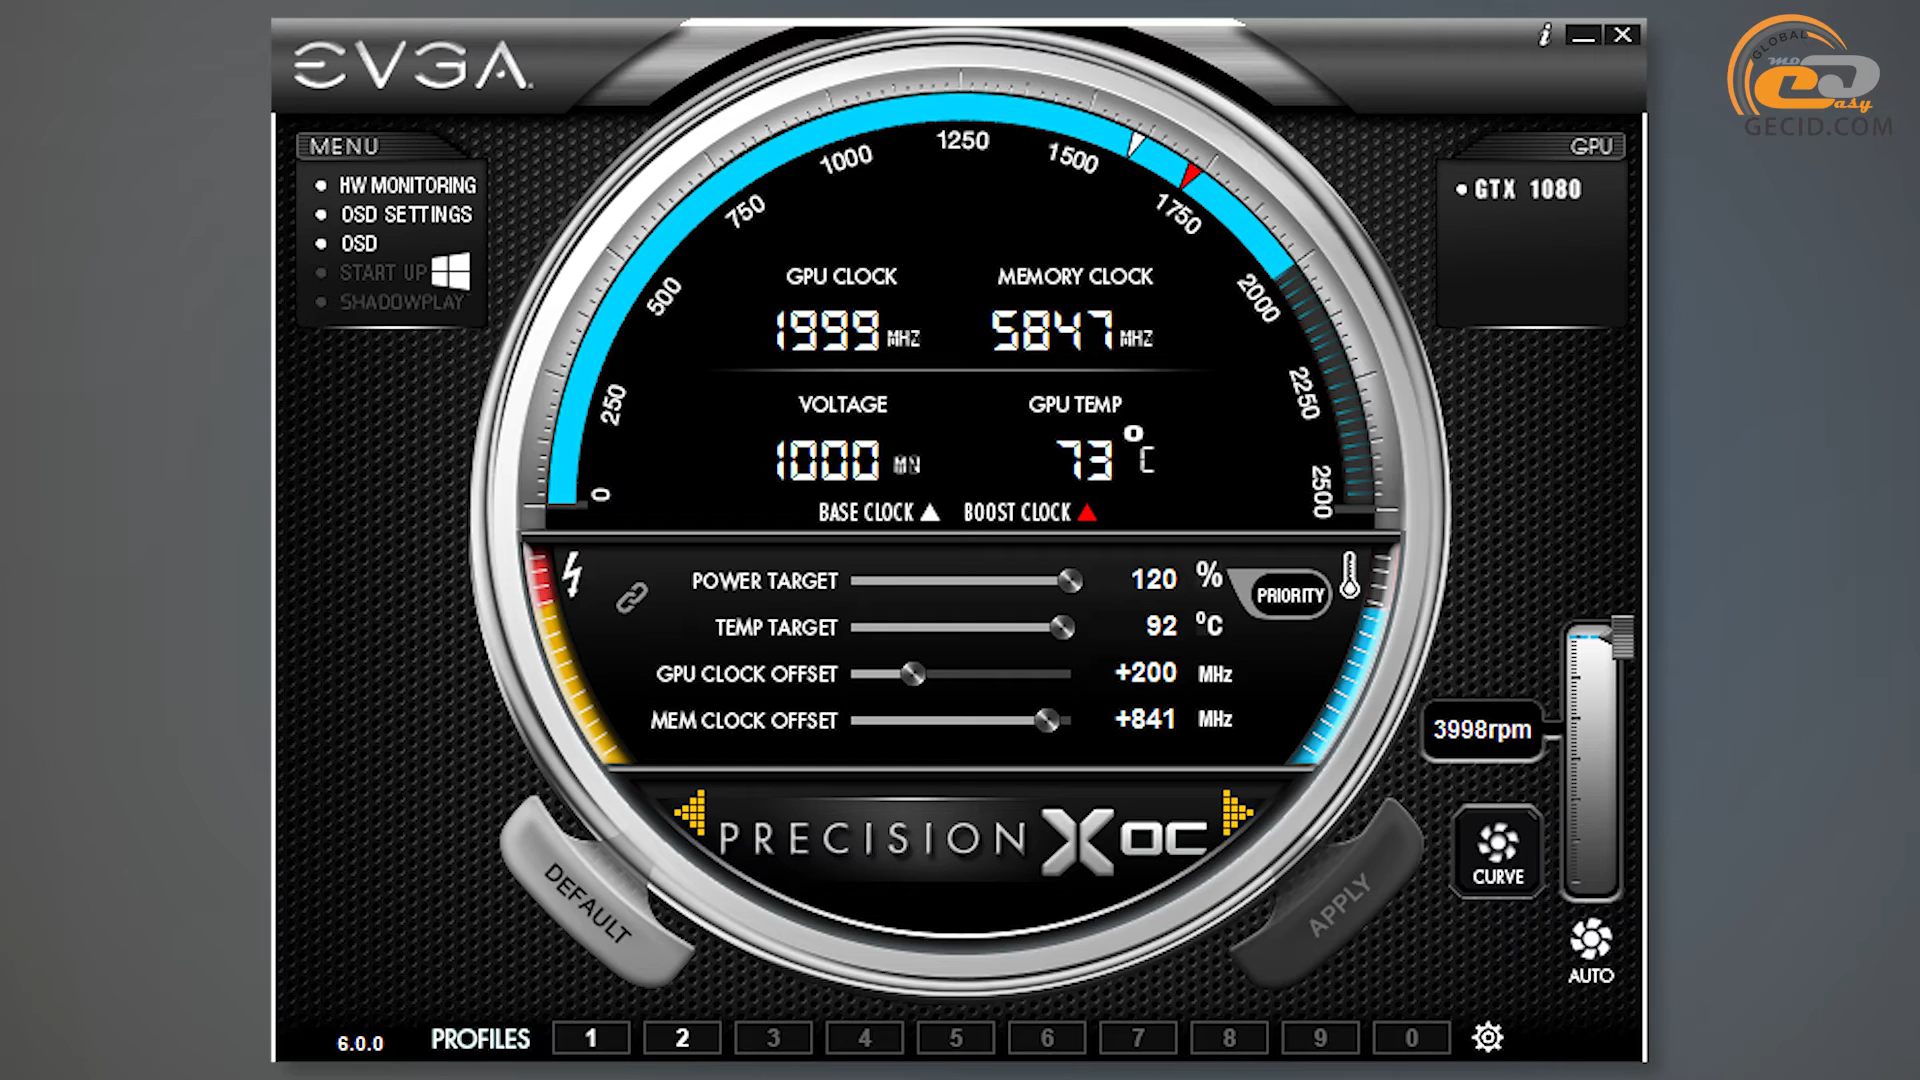 EVGA
i
GLOBAL
MD
easy
GECID.COM
MENU
HW MONITORING
OSD SETTINGS
OSD
START UP
SHADOWPLAY
GPU
GTX 1080
0
250
500
750
1000
1250
1500
1750
2000
2250
2500
GPU CLOCK
1999 MHZ
MEMORY CLOCK
5847 MHZ
VOLTAGE
1000
GPU TEMP
73 °C
BASE CLOCK
BOOST CLOCK
POWER TARGET 120 %
PRIORITY
TEMP TARGET 92 °C
GPU CLOCK OFFSET +200 MHz
MEM CLOCK OFFSET +841 MHz
3998rpm
PRECISION X OC
CURVE
DEFAULT
APPLY
AUTO
6.0.0 PROFILES 1 2 3 4 5 6 7 8 9 0